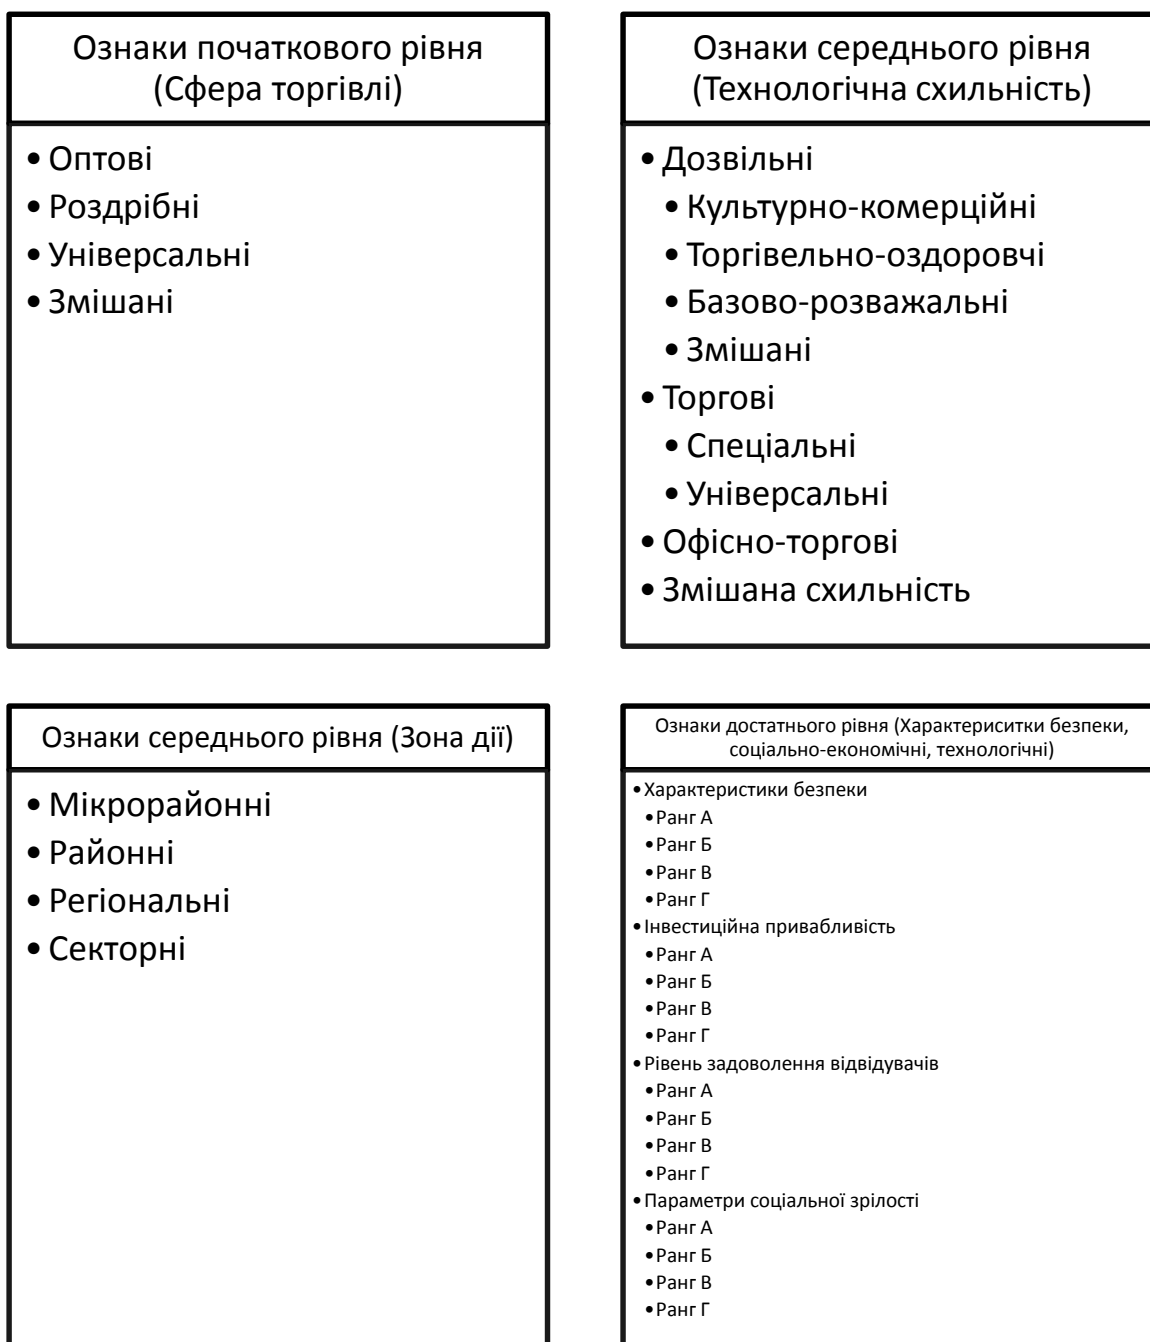 Ознаки початкового рівня
(Сфера торгівлі)
• Оптові
• Роздрібні
• Універсальні
• Змішані
Ознаки середнього рівня
(Технологічна схильність)
• Дозвільні
• Культурно-комерційні
• Торгівельно-оздоровчі
• Базово-розважальні
• Змішані
• Торгові
• Спеціальні
• Універсальні
• Офісно-торгові
• Змішана схильність
Ознаки середнього рівня (Зона дії)
• Мікрорайонні
• Районні
• Регіональні
• Секторні
Ознаки достатнього рівня (Характериситки безпеки,
соціально-економічні, технологічні)
• Характеристики безпеки
• Ранг А
• Ранг Б
• Ранг В
• Ранг Г
• Інвестиційна привабливість
• Ранг А
• Ранг Б
• Ранг В
• Ранг Г
• Рівень задоволення відвідувачів
• Ранг А
• Ранг Б
• Ранг В
• Ранг Г
• Параметри соціальної зрілості
• Ранг А
• Ранг Б
• Ранг В
• Ранг Г